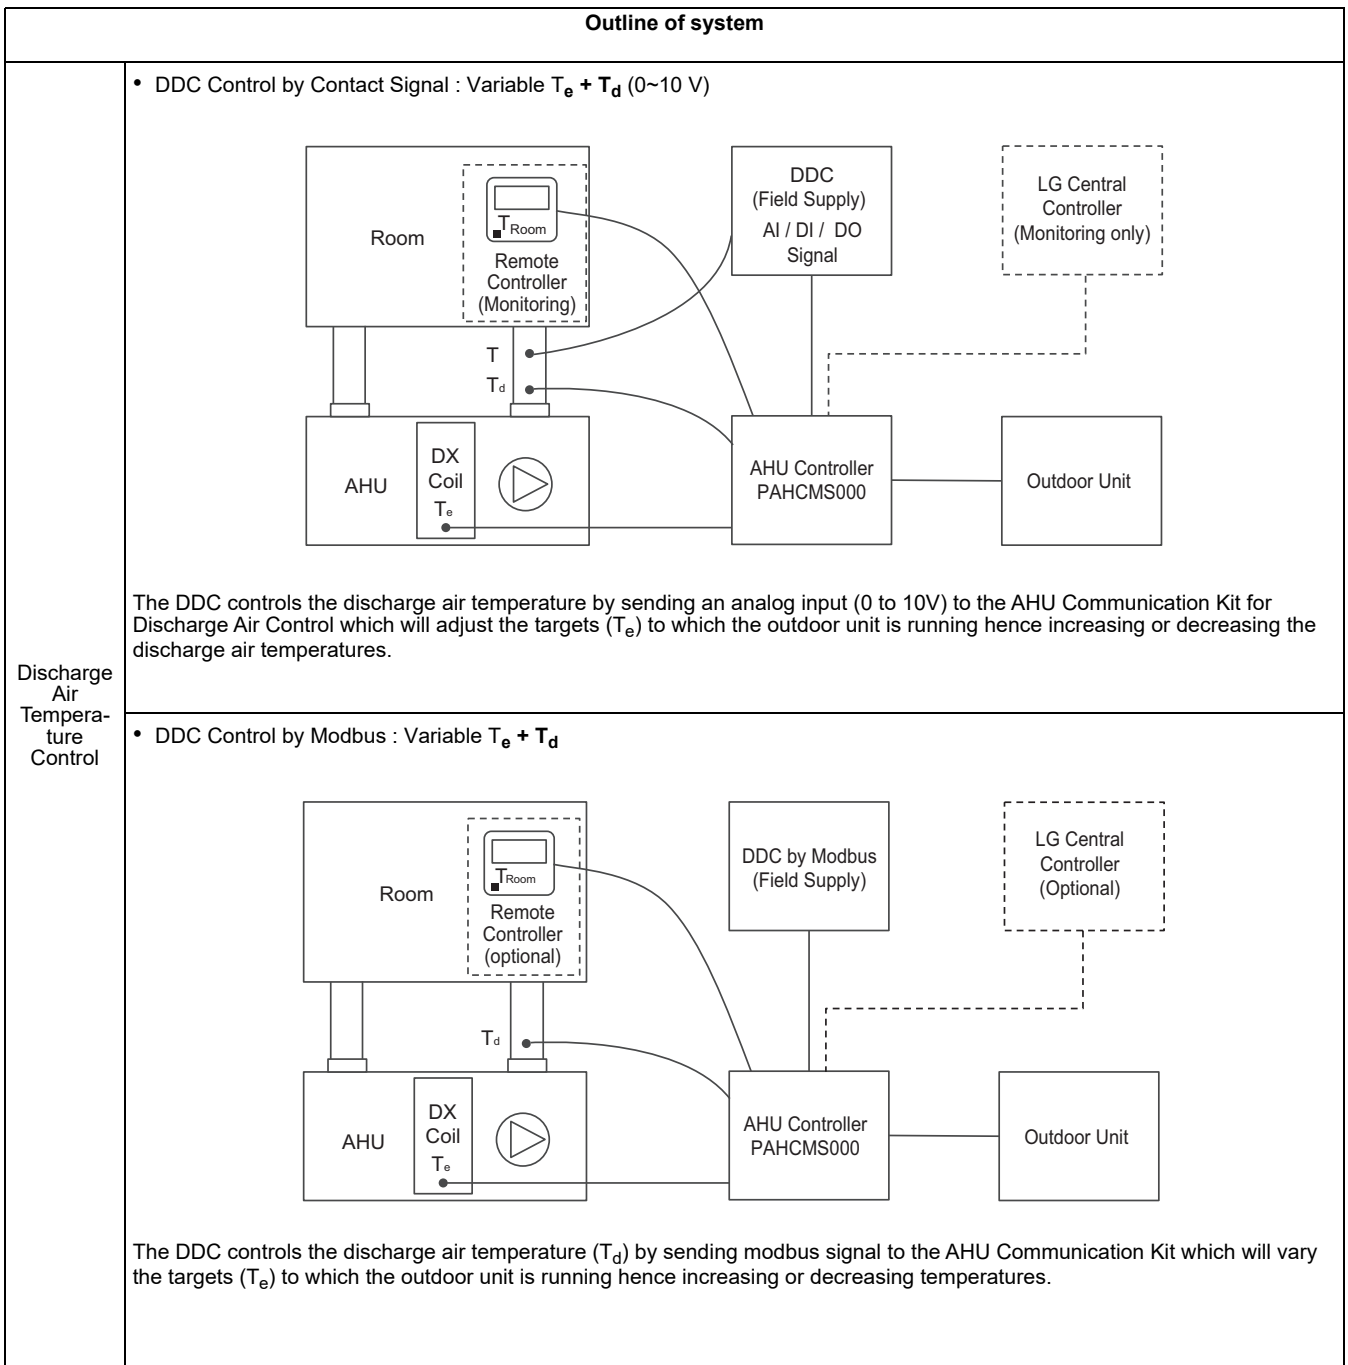 Outline of system
Discharge
Air
Tempera-
ture
Control
• DDC Control by Contact Signal : Variable Te + Td (0~10 V)
Room
TRoom
Remote
Controller
(Monitoring)
DDC
(Field Supply)
AI / DI / DO
Signal
LG Central
Controller
(Monitoring only)
T
Td
AHU
DX
Coil
Te
AHU Controller
PAHCMS000
Outdoor Unit
The DDC controls the discharge air temperature by sending an analog input (0 to 10V) to the AHU Communication Kit for
Discharge Air Control which will adjust the targets (Te) to which the outdoor unit is running hence increasing or decreasing the
discharge air temperatures.
• DDC Control by Modbus : Variable Te + Td
Room
TRoom
Remote
Controller
(optional)
DDC by Modbus
(Field Supply)
LG Central
Controller
(Optional)
Td
AHU
DX
Coil
Te
AHU Controller
PAHCMS000
Outdoor Unit
The DDC controls the discharge air temperature (Td) by sending modbus signal to the AHU Communication Kit which will vary
the targets (Te) to which the outdoor unit is running hence increasing or decreasing temperatures.